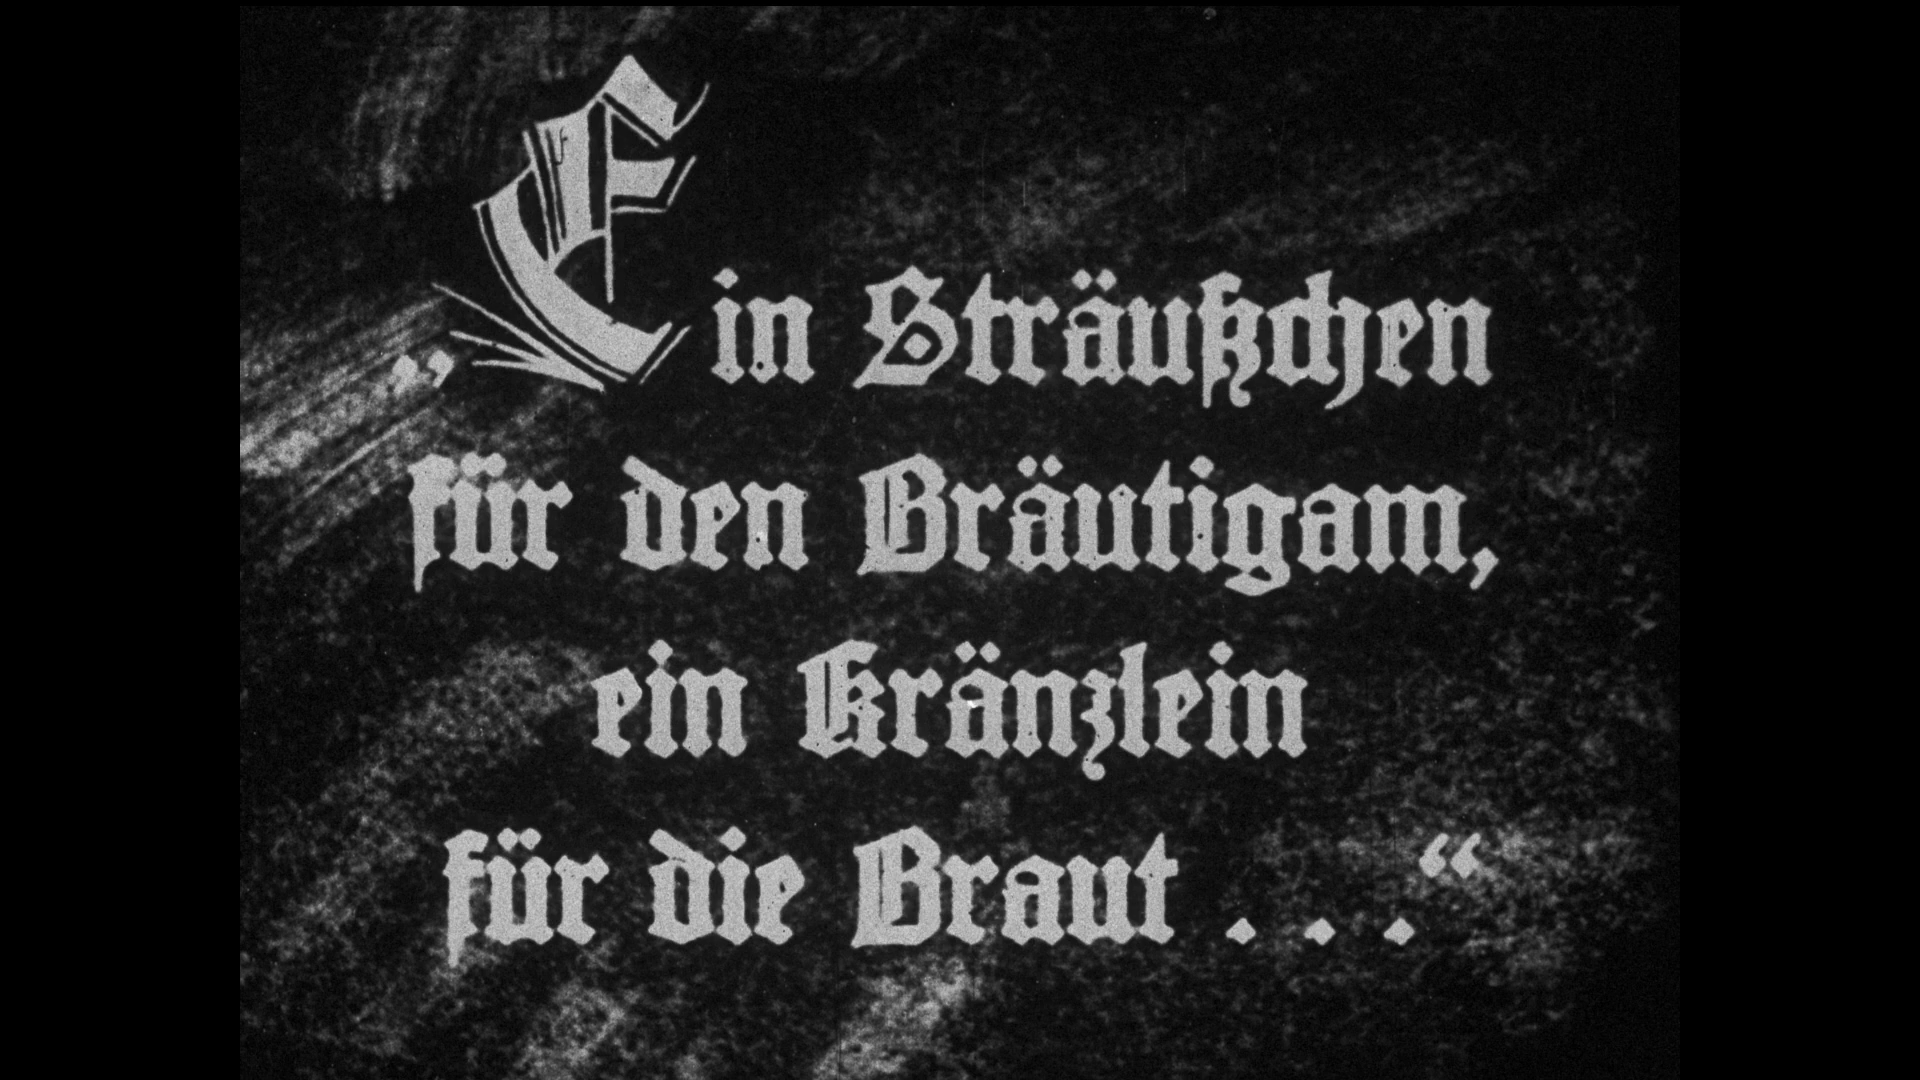 „Ein Sträußchen
für den Bräutigam,
ein Kränzlein
für die Braut . . .“